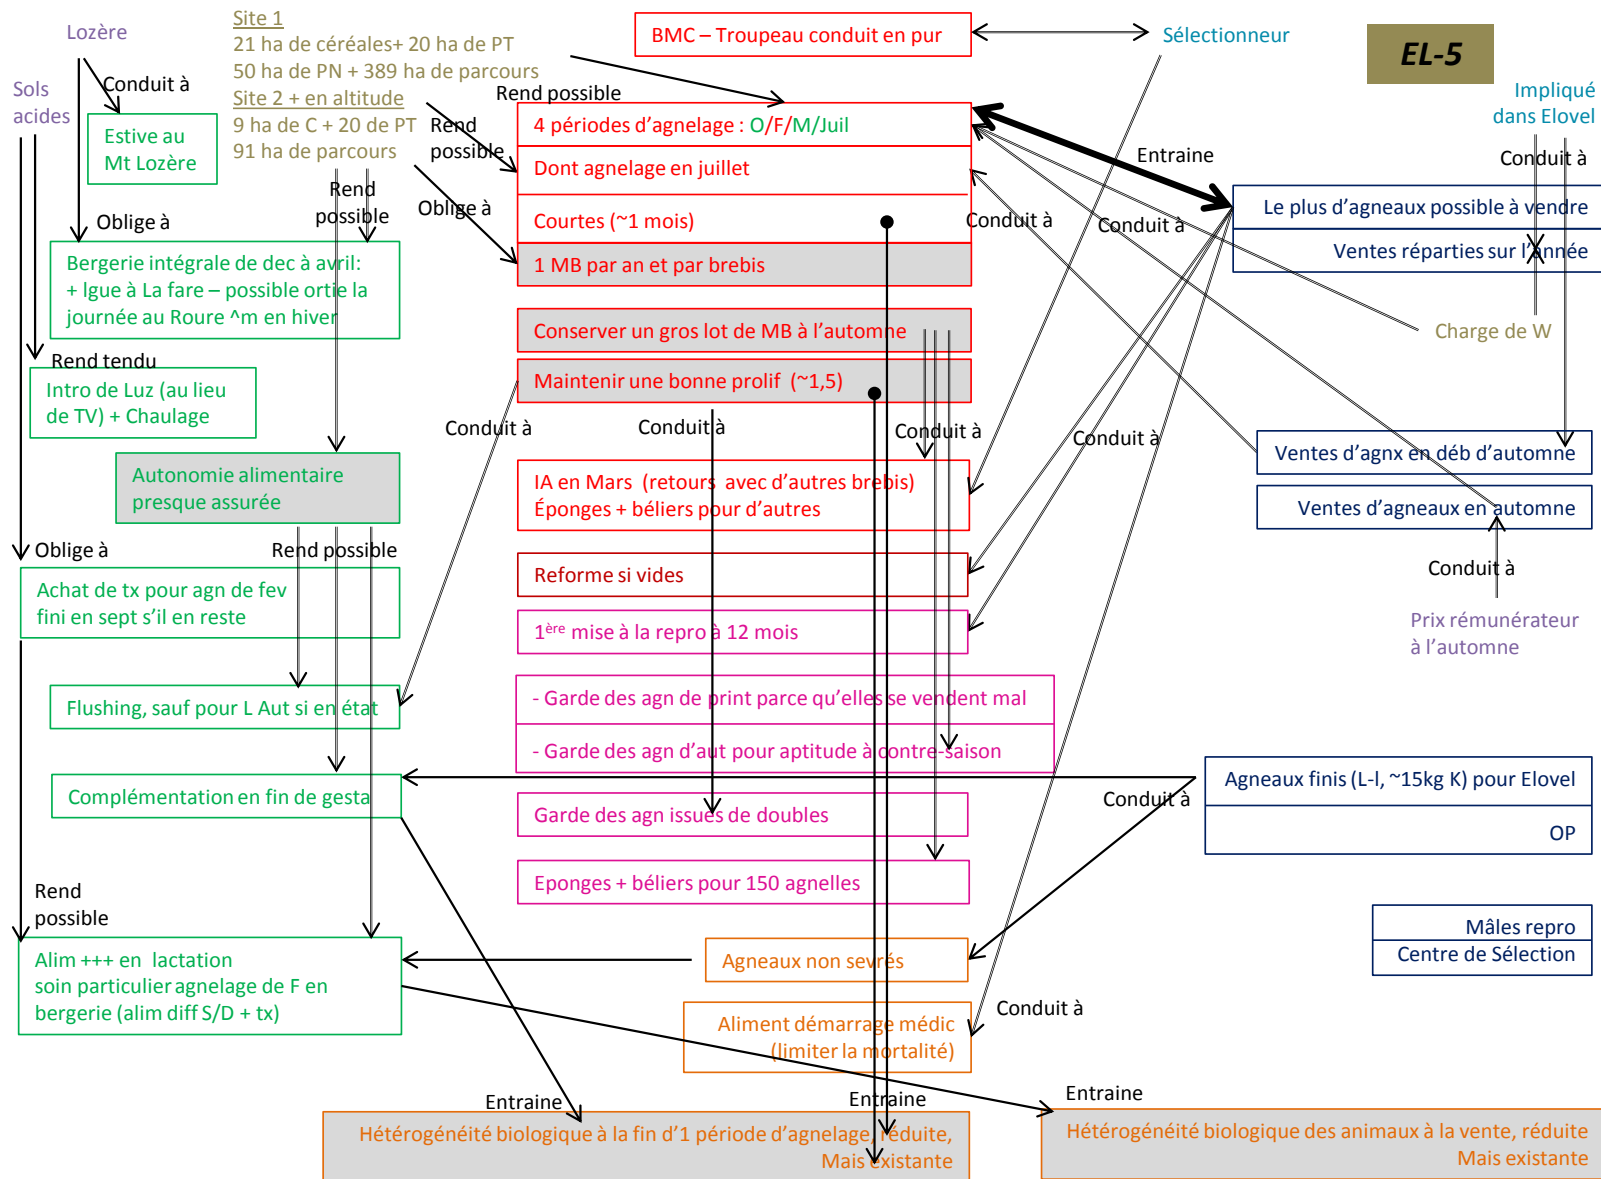 Lozère
Site 1
21 ha de céréales+ 20 ha de PT
50 ha de PN + 389 ha de parcours
Site 2 + en altitude
9 ha de C + 20 de PT
91 ha de parcours
BMC – Troupeau conduit en pur
Sélectionneur
EL-5
Sols
acides
Conduit à
Estive au
Mt Lozère
Rend possible
Rend
possible
4 périodes d'agnelage : O/F/M/Juil
Dont agnelage en juillet
Courtes (~1 mois)
1 MB par an et par brebis
Impliqué
dans Elovel
Entraine
Conduit à
Rend
possible
Oblige à
Oblige à
Conduit à
Conduit à
Le plus d'agneaux possible à vendre
Ventes réparties sur l'année
Bergerie intégrale de dec à avril:
+ lgue à La fare – possible ortie la
journée au Roure ^m en hiver
Conserver un gros lot de MB à l'automne
Charge de W
Rend tendu
Intro de Luz (au lieu
de TV) + Chaulage
Maintenir une bonne prolif (~1,5)
Conduit à
Conduit à
Conduit à
Conduit à
Autonomie alimentaire
presque assurée
IA en Mars (retours avec d'autres brebis)
Éponges + béliers pour d'autres
Ventes d'agnx en déb d'automne
Ventes d'agneaux en automne
Oblige à
Rend possible
Achat de tx pour agn de fev
fini en sept s'il en reste
Reforme si vides
Conduit à
1ère mise à la repro à 12 mois
Prix rémunérateur
à l'automne
Flushing, sauf pour L Aut si en état
- Garde des agn de print parce qu'elles se vendent mal
- Garde des agn d'aut pour aptitude à contre-saison
Complémentation en fin de gesta
Garde des agn issues de doubles
Conduit à
Agneaux finis (L-l, ~15kg K) pour Elovel
OP
Eponges + béliers pour 150 agnelles
Rend
possible
Mâles repro
Centre de Sélection
Alim +++ en lactation
soin particulier agnelage de F en
bergerie (alim diff S/D + tx)
Agneaux non sevrés
Conduit à
Aliment démarrage médic
(limiter la mortalité)
Entraine
Entraine
Entraine
Hétérogénéité biologique à la fin d'1 période d'agnelage, réduite,
Mais existante
Hétérogénéité biologique des animaux à la vente, réduite
Mais existante